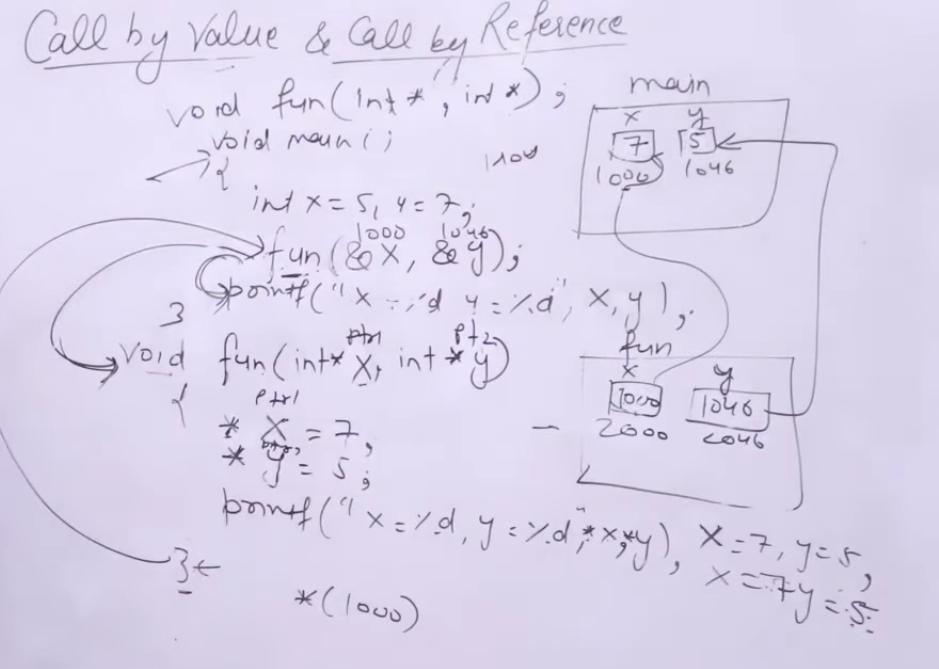 Call by Value & Call by Reference
void fun(int*, int*);
main
void main()
x y
{
7 5
1000 1046
int x = 5, y = 7;
1000 1046
fun(&x, &y);
printf("x = %d y = %d", x, y);
}
ptr1 ptr2
fun
void fun(int* x, int *y)
x y
{
1000 1046
2000 2046
ptr1
* x = 7,
* y = 5;
printf("x = %d, y = %d", *x, *y), x = 7, y = 5,
x = 7 y = 5
}
*(1000)